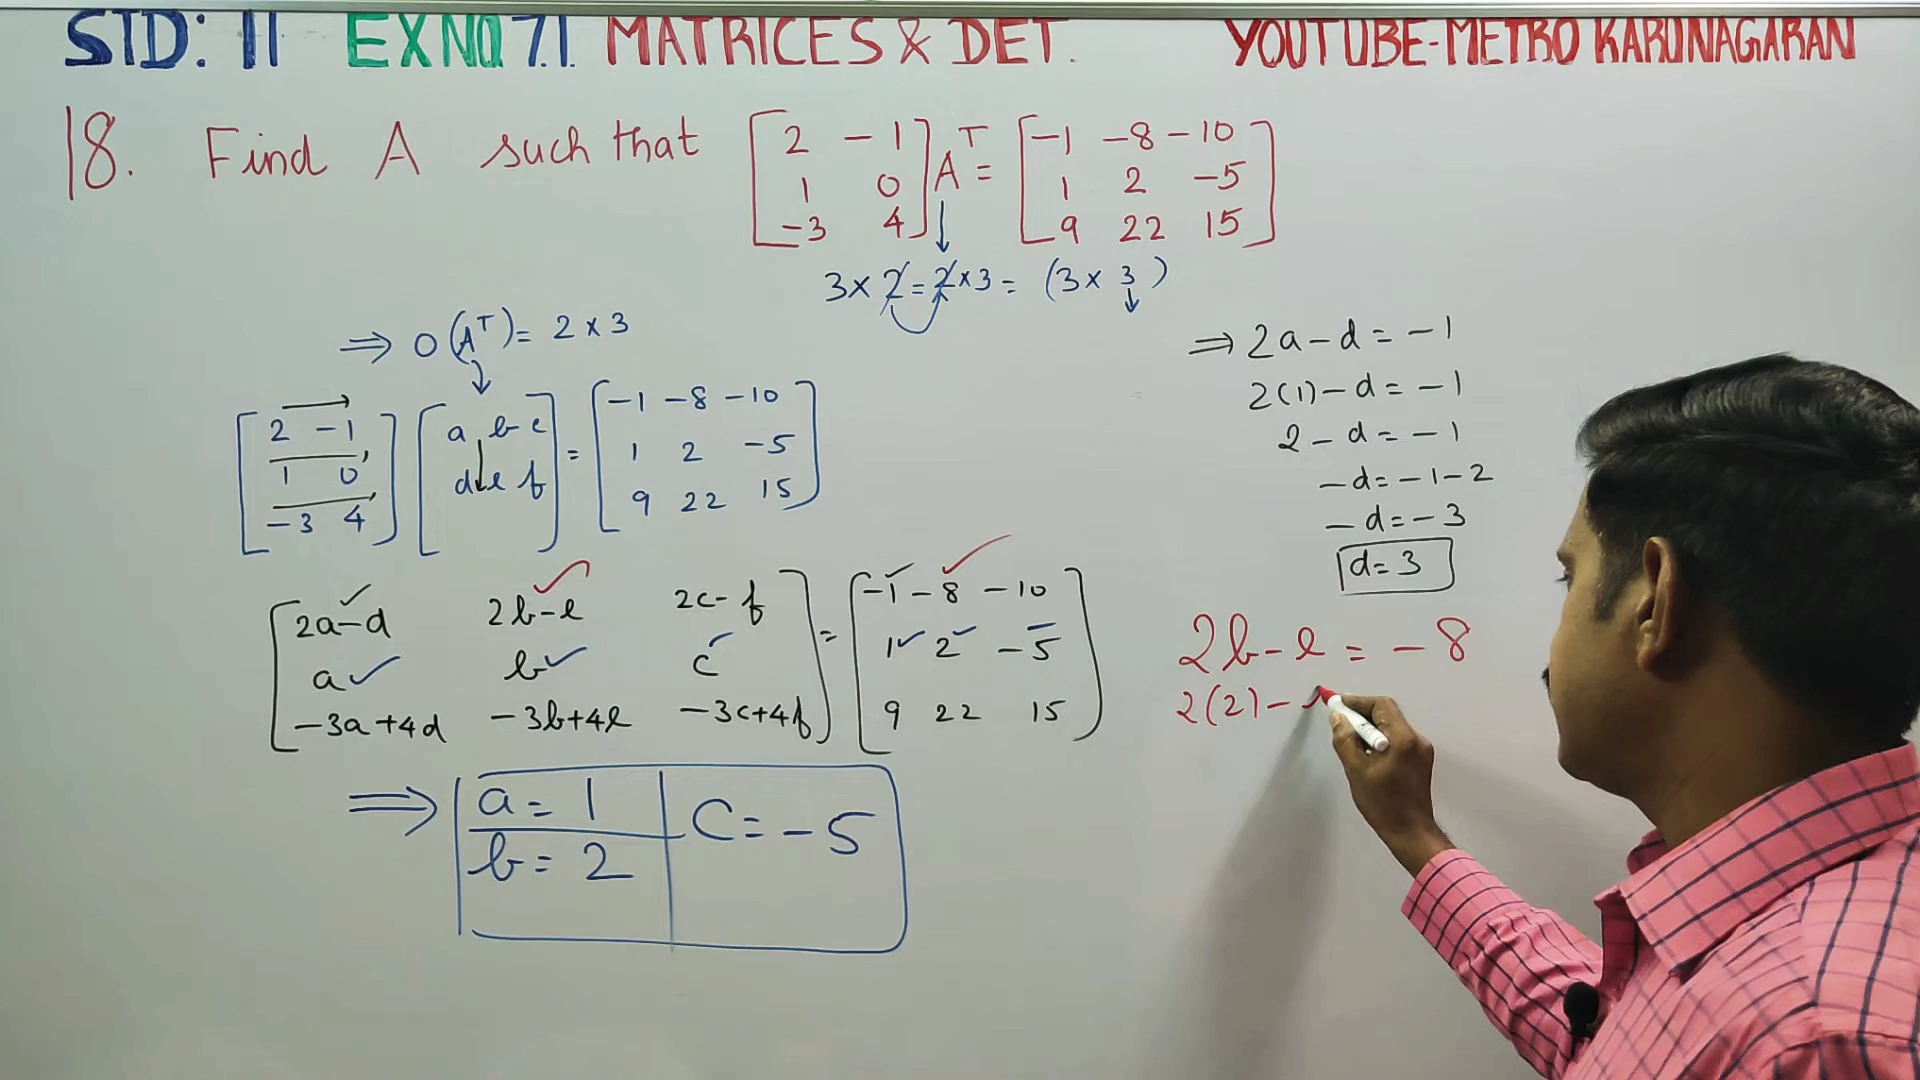 STD: 11 EX NO 7.1 MATRICES & DET. YOUTUBE-METRO KARUNAGARAN
18. Find A such that [2 -1 1 0 -3 4] A^T = [-1 -8 -10 1 2 -5 9 22 15]
3 × 2 = 2 × 3 = (3 × 3)
⇒ O(A^T) = 2 × 3
[2 -1 1 0 -3 4] [a b c d e f] = [-1 -8 -10 1 2 -5 9 22 15]
[2a-d 2b-e 2c-f a b c -3a+4d -3b+4e -3c+4f] = [-1 -8 -10 1 2 -5 9 22 15]
⇒ a = 1 C = -5
b = 2
⇒ 2a - d = -1
2(1) - d = -1
2 - d = -1
-d = -1-2
-d = -3
d = 3
2b - e = -8
2(2) -